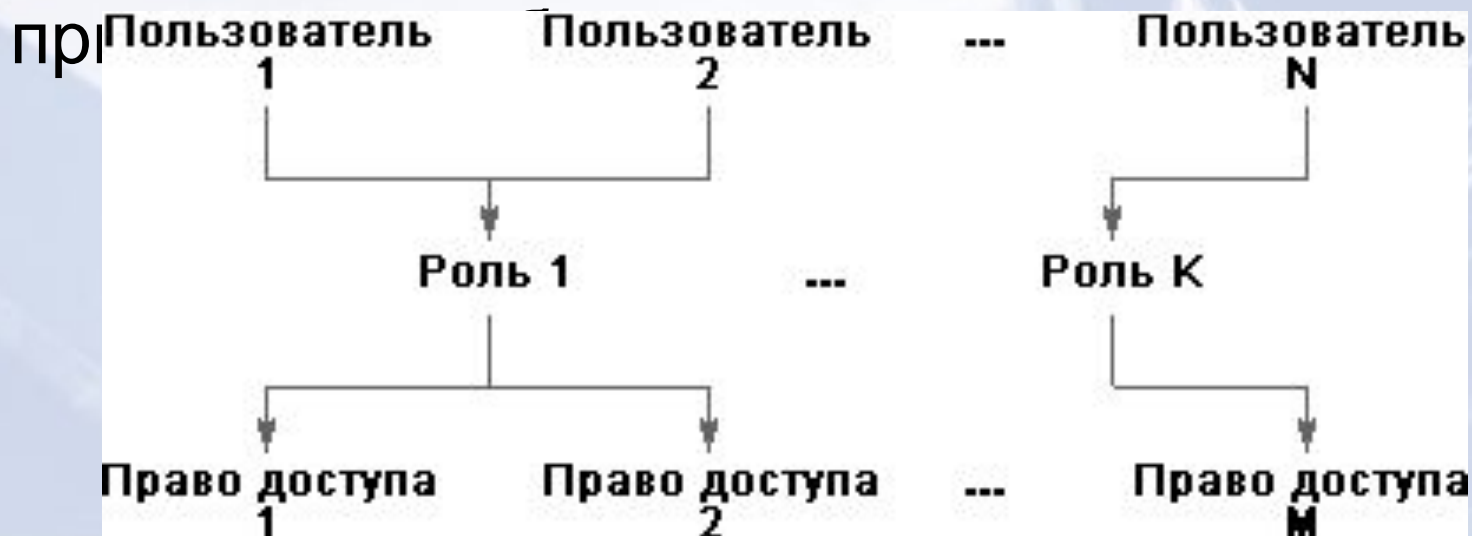 Пользователь 1 Пользователь 2 ... Пользователь N
Роль 1 ... Роль K
Право доступа 1 Право доступа 2 ... Право доступа M